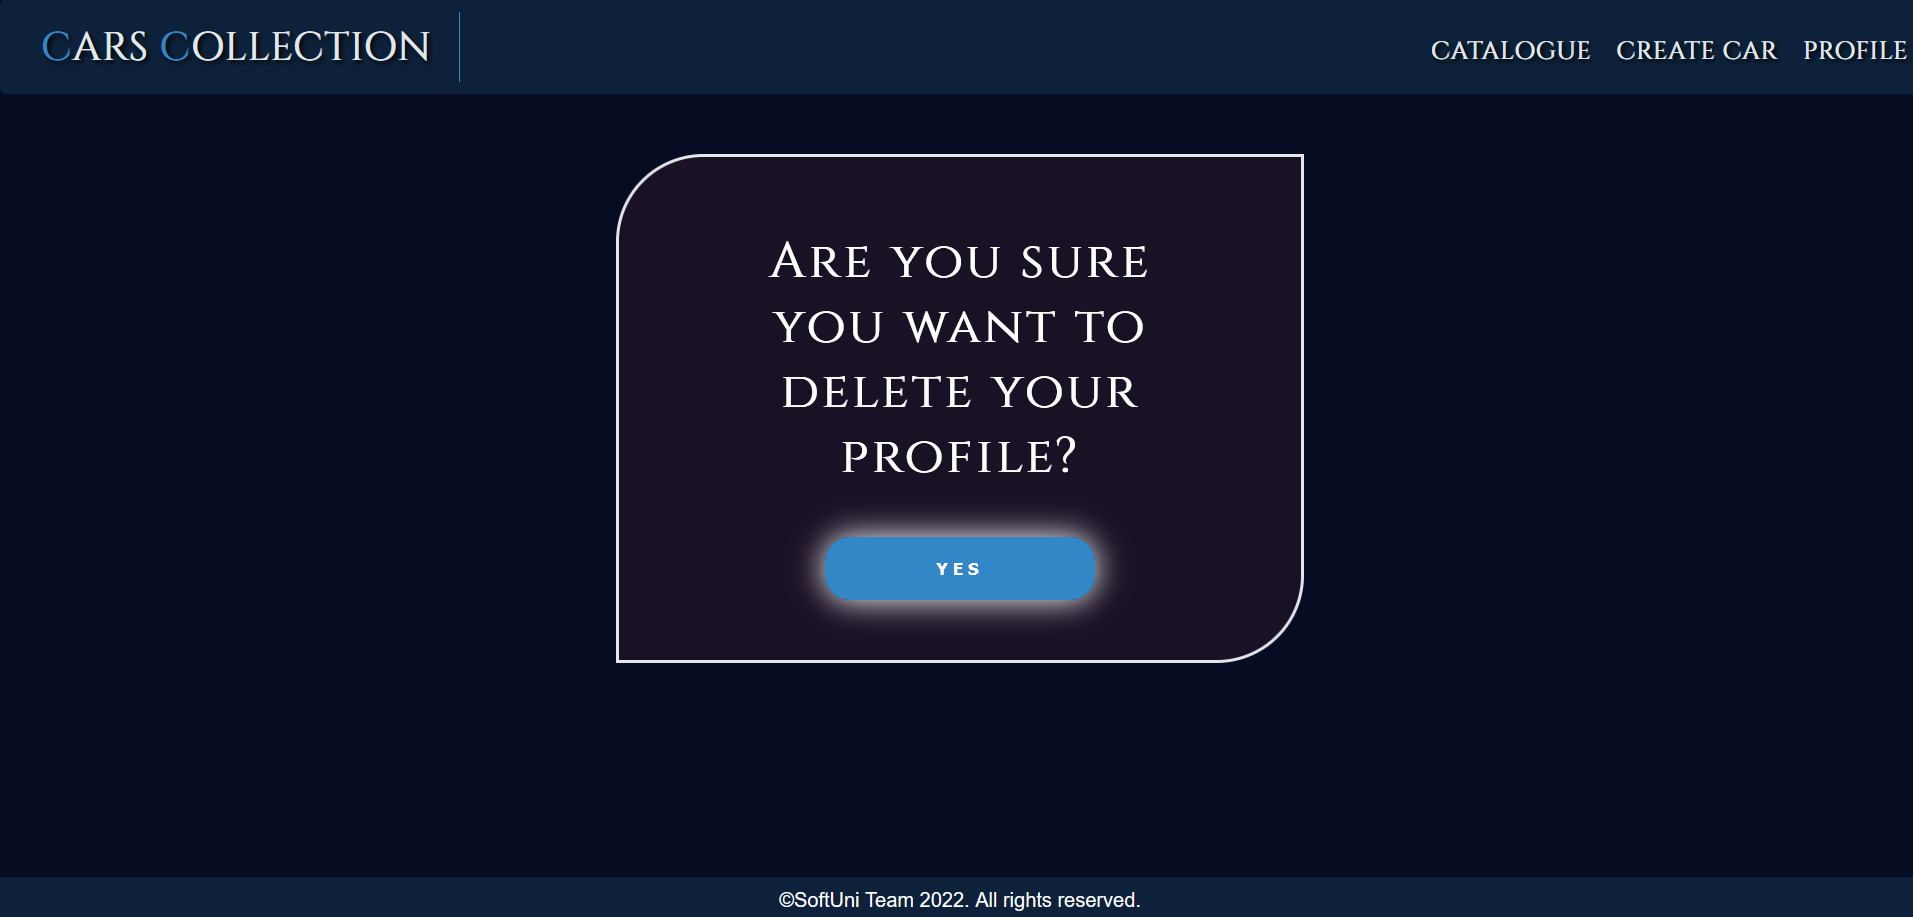 Cars Collection
Catalogue Create Car Profile
Are you sure
you want to
delete your
profile?
YES
©SoftUni Team 2022. All rights reserved.